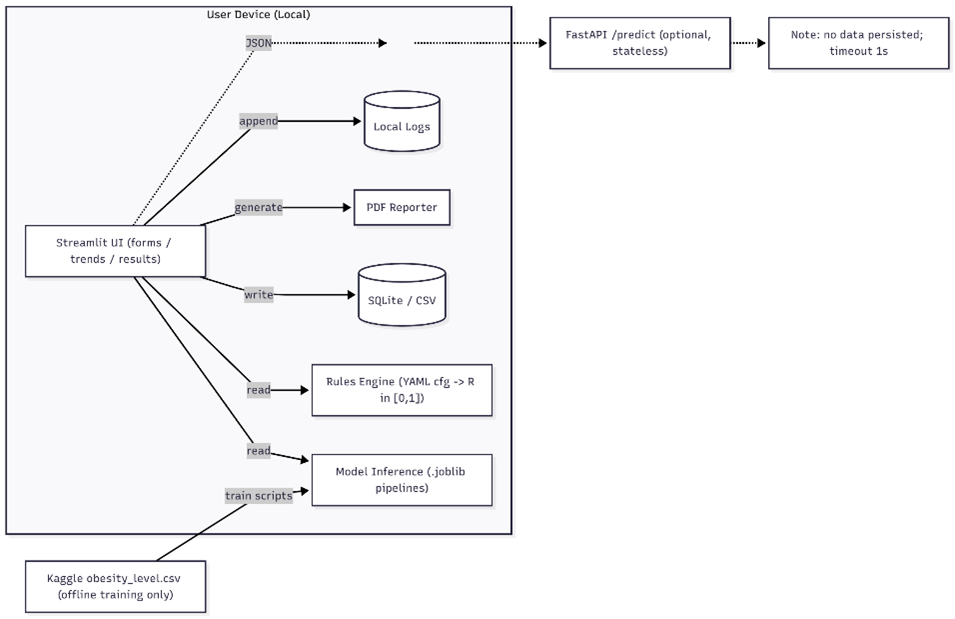 User Device (Local)
JSON
FastAPI /predict (optional,
stateless)
Note: no data persisted;
timeout 1s
append
Local Logs
generate
PDF Reporter
Streamlit UI (forms /
trends / results)
write
SQLite / CSV
read
Rules Engine (YAML cfg -> R
in [0,1])
read
Model Inference (.joblib
pipelines)
train scripts
Kaggle obesity_level.csv
(offline training only)